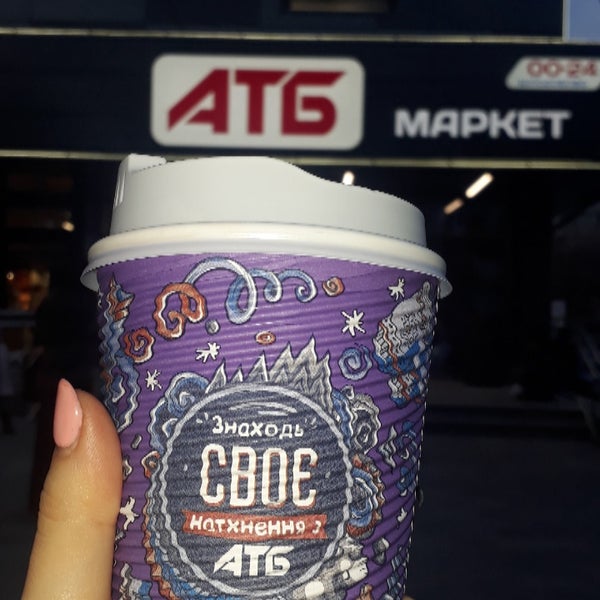 АТБ
00-24
МАРКЕТ
Знаходь
СВОЄ
натхнення
АТБ